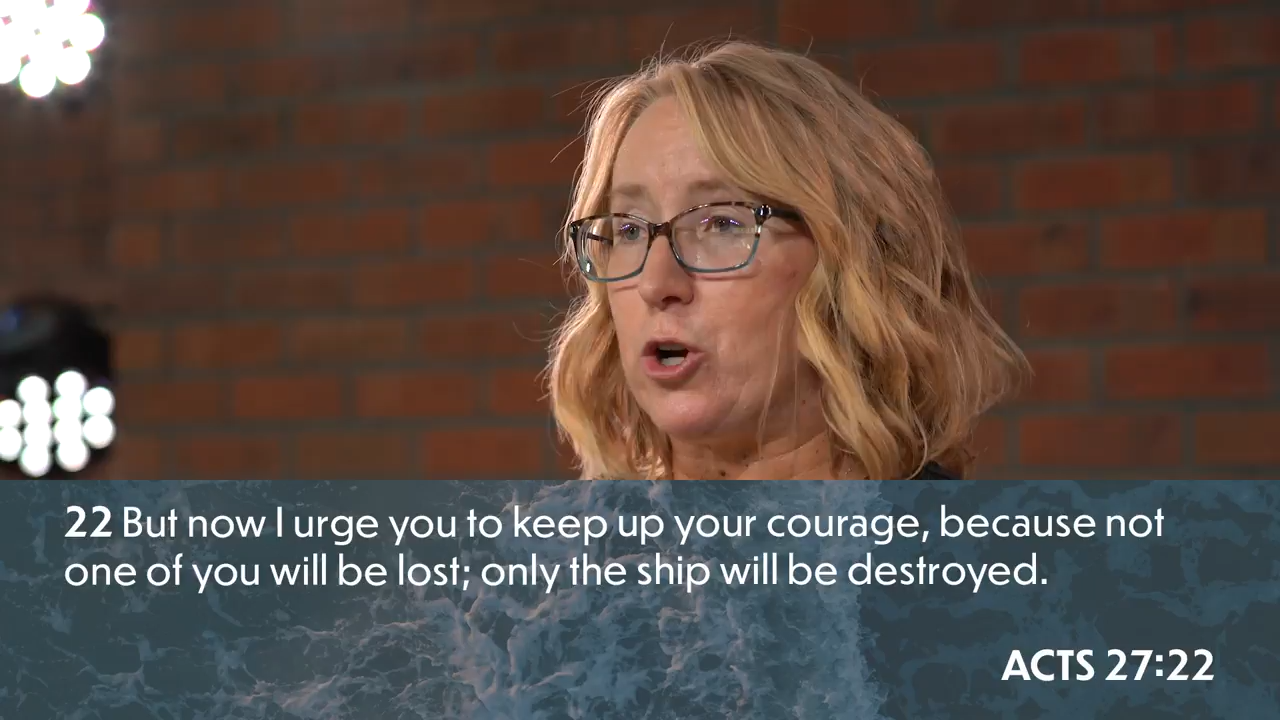 22 But now I urge you to keep up your courage, because not
one of you will be lost; only the ship will be destroyed.
ACTS 27:22